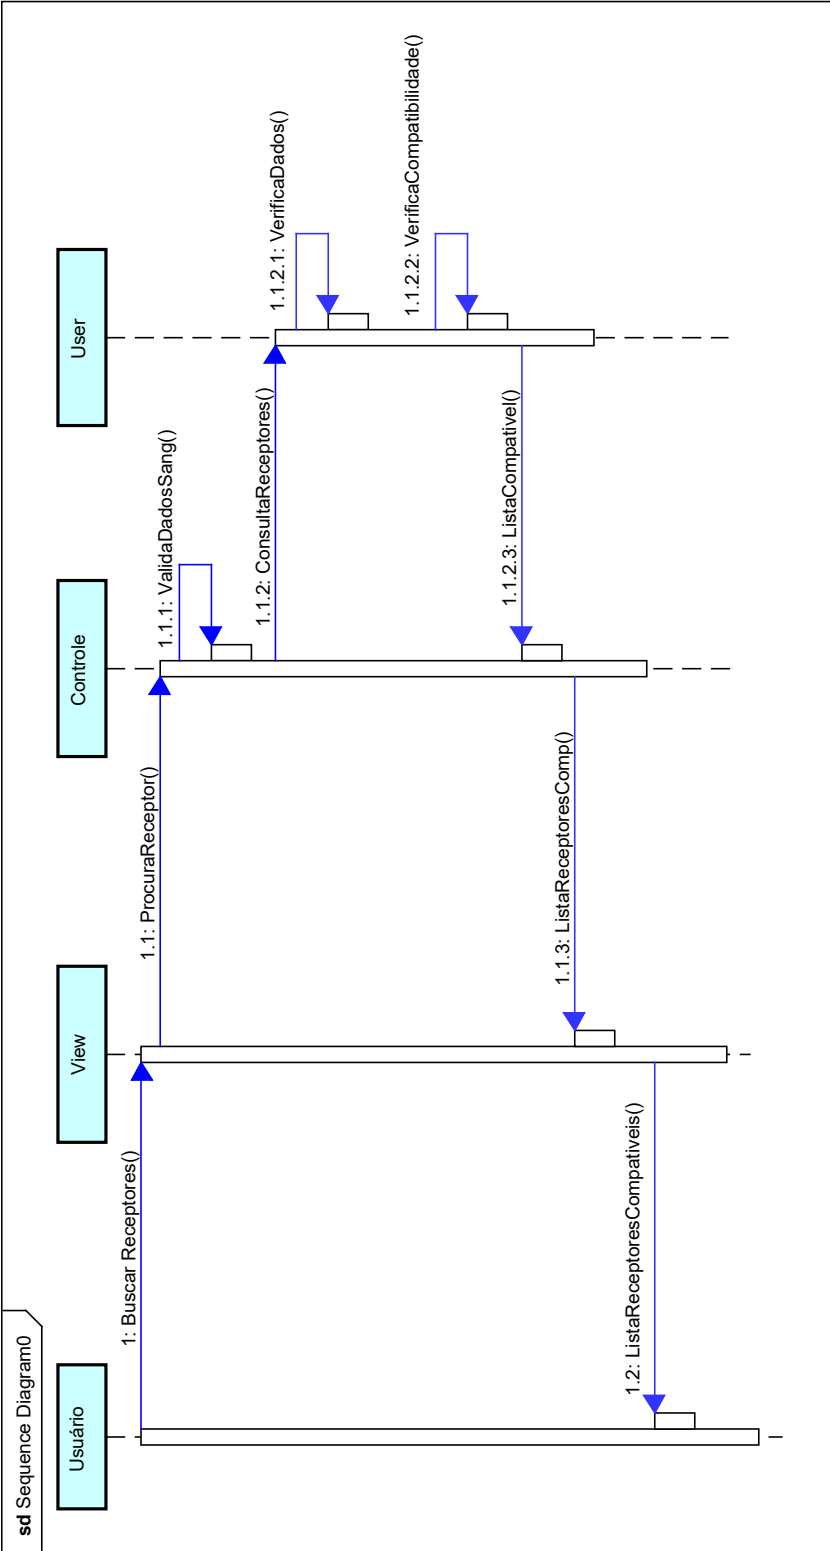 sd Sequence Diagram0
Usuário
View
Controle
User
1: Buscar Receptores()
1.1: ProcuraReceptor()
1.1.1: ValidaDadosSang()
1.1.2: ConsultaReceptores()
1.1.2.1: VerificaDados()
1.1.2.2: VerificaCompatibilidade()
1.1.2.3: ListaCompativel()
1.1.3: ListaReceptoresComp()
1.2: ListaReceptoresCompativeis()